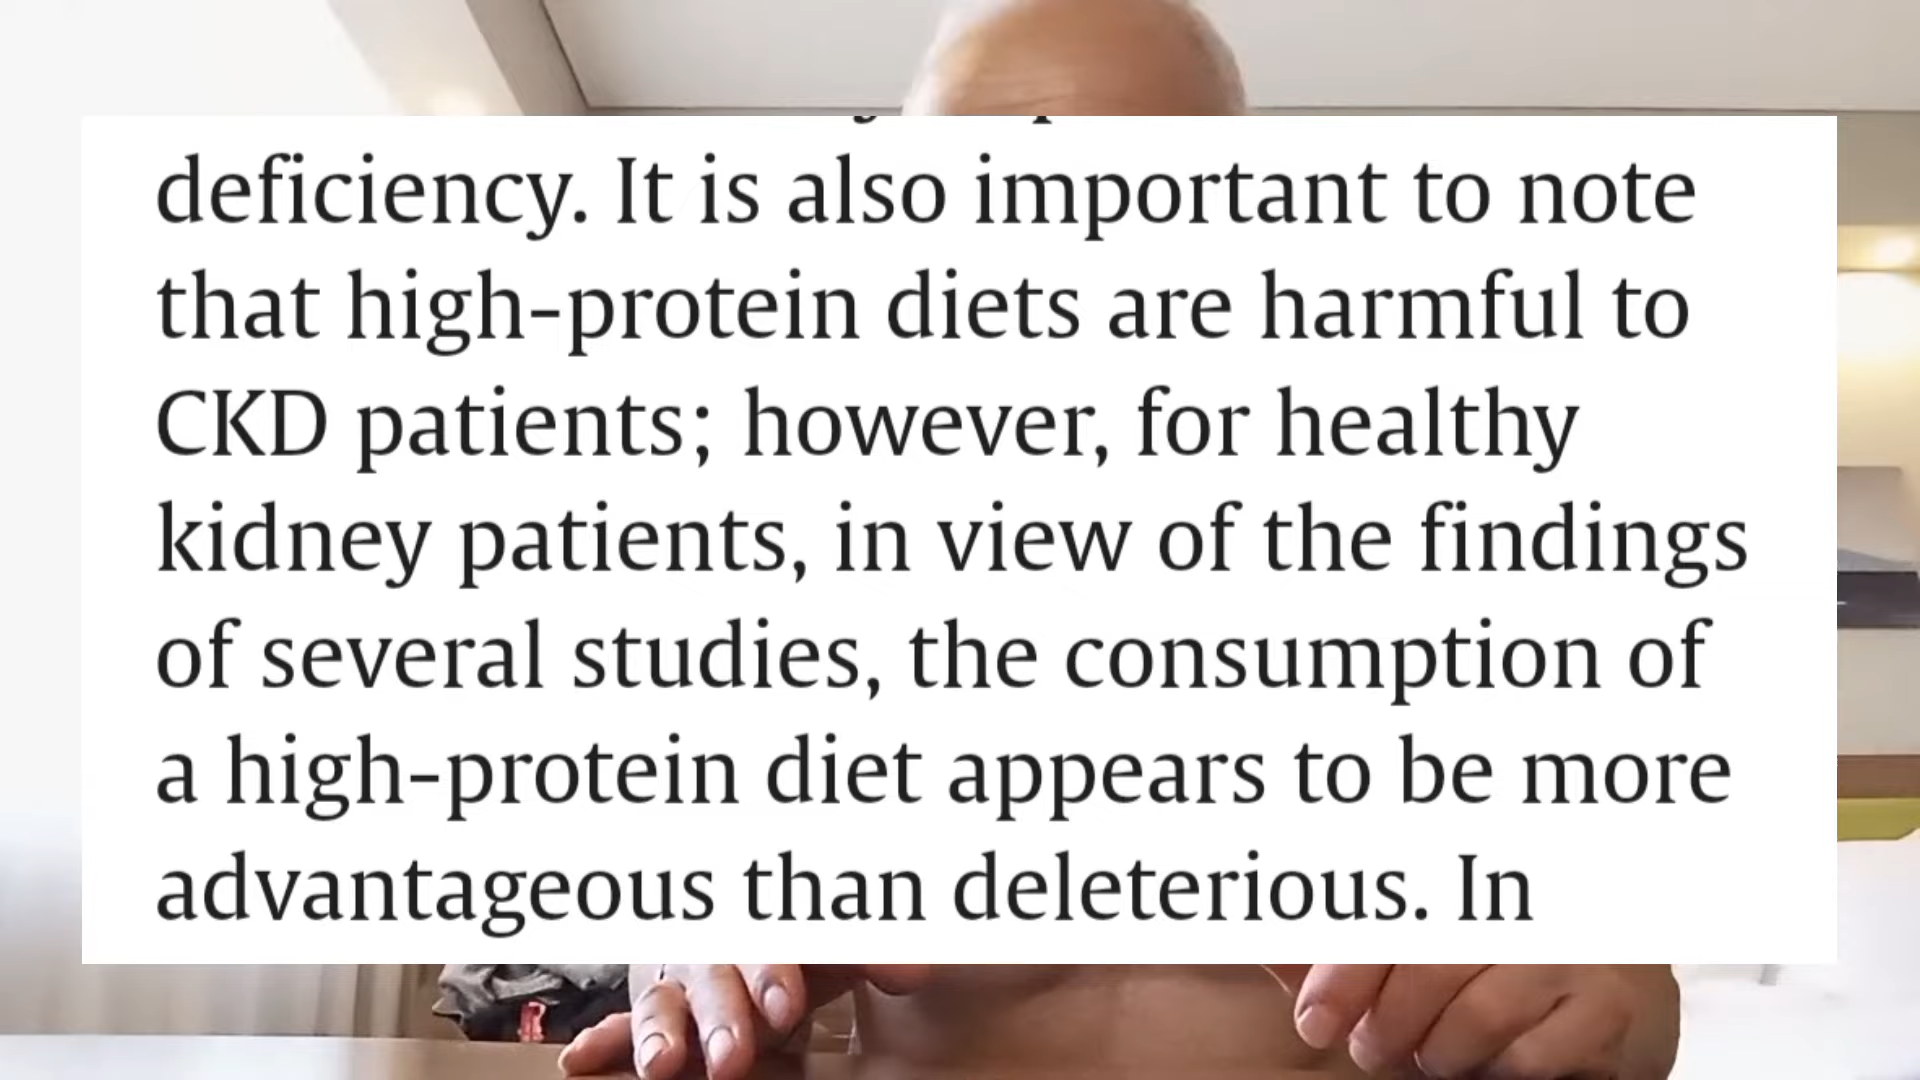 deficiency. It is also important to note
that high-protein diets are harmful to
CKD patients; however, for healthy
kidney patients, in view of the findings
of several studies, the consumption of
a high-protein diet appears to be more
advantageous than deleterious. In